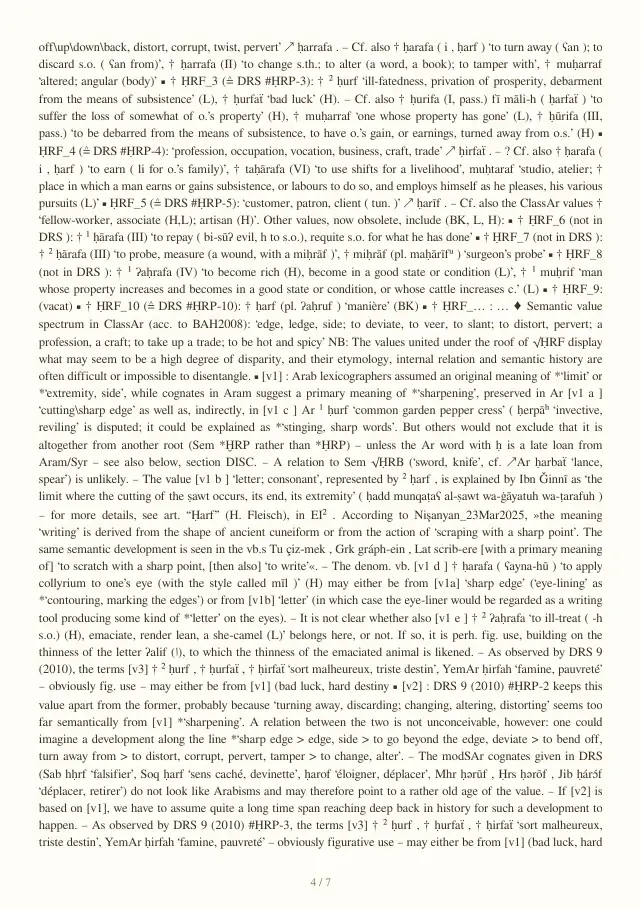 off\up\down\back, distort, corrupt, twist, pervert’ ↗ ḥarrafa . – Cf. also † ḥarafa ( i , ḥarf ) ‘to turn away ( ʕan ); to
discard s.o. ( ʕan from)’, † ḥarrafa (II) ‘to change s.th.; to alter (a word, a book); to tamper with’, † muḥarraf
‘altered; angular (body)’ ▪ † ḤRF_3 (≙ DRS #ḤRP-3): † ² ḥurf ‘ill-fatedness, privation of prosperity, debarment
from the means of subsistence’ (L), † ḥurfaẗ ‘bad luck’ (H). – Cf. also † ḥurifa (I, pass.) fī māli-h ( ḥarfaẗ ) ‘to
suffer the loss of somewhat of o.’s property’ (H), † muḥarraf ‘one whose property has gone’ (L), † ḥūrifa (III,
pass.) ‘to be debarred from the means of subsistence, to have o.’s gain, or earnings, turned away from o.s.’ (H) ▪
ḤRF_4 (≙ DRS #ḤRP-4): ‘profession, occupation, vocation, business, craft, trade’ ↗ ḥirfaẗ . – ? Cf. also † ḥarafa (
i , ḥarf ) ‘to earn ( li for o.’s family)’, † taḥārafa (VI) ‘to use shifts for a livelihood’, muḥtaraf ‘studio, atelier; †
place in which a man earns or gains subsistence, or labours to do so, and employs himself as he pleases, his various
pursuits (L)’ ▪ ḤRF_5 (≙ DRS #ḤRP-5): ‘customer, patron, client ( tun. )’ ↗ ḥarīf . – Cf. also the ClassAr values †
‘fellow-worker, associate (H,L); artisan (H)’. Other values, now obsolete, include (BK, L, H): ▪ † ḤRF_6 (not in
DRS ): † ¹ ḥārafa (III) ‘to repay ( bi-sūʔ evil, h to s.o.), requite s.o. for what he has done’ ▪ † ḤRF_7 (not in DRS ):
† ² ḥārafa (III) ‘to probe, measure (a wound, with a miḥrāf )’, † miḥrāf (pl. maḥārīfᵘ ) ‘surgeon’s probe’ ▪ † ḤRF_8
(not in DRS ): † ¹ ʔaḥrafa (IV) ‘to become rich (H), become in a good state or condition (L)’, † ¹ muḥrif ‘man
whose property increases and becomes in a good state or condition, or whose cattle increases c.’ (L) ▪ † ḤRF_9:
(vacat) ▪ † ḤRF_10 (≙ DRS #ḤRP-10): † ḥarf (pl. ʔaḥruf ) ‘manière’ (BK) ▪ † ḤRF_… : … ♦ Semantic value
spectrum in ClassAr (acc. to BAH2008): ‘edge, ledge, side; to deviate, to veer, to slant; to distort, pervert; a
profession, a craft; to take up a trade; to be hot and spicy’ NB: The values united under the roof of √ḤRF display
what may seem to be a high degree of disparity, and their etymology, internal relation and semantic history are
often difficult or impossible to disentangle. ▪ [v1] : Arab lexicographers assumed an original meaning of *‘limit’ or
*‘extremity, side’, while cognates in Aram suggest a primary meaning of *‘sharpening’, preserved in Ar [v1 a ]
‘cutting\sharp edge’ as well as, indirectly, in [v1 c ] Ar ¹ ḥurf ‘common garden pepper cress’ ( ḥerpāʰ ‘invective,
reviling’ is disputed; it could be explained as *‘stinging, sharp words’. But others would not exclude that it is
altogether from another root (Sem *ḪRP rather than *ḤRP) – unless the Ar word with ḥ is a late loan from
Aram/Syr – see also below, section DISC. – A relation to Sem √ḤRB (‘sword, knife’, cf. ↗Ar ḥarbaẗ ‘lance,
spear’) is unlikely. – The value [v1 b ] ‘letter; consonant’, represented by ² ḥarf , is explained by Ibn Ǧinnī as ‘the
limit where the cutting of the ṣawt occurs, its end, its extremity’ ( ḥadd munqaṭaʕ al-ṣawt wa-ġāyatuh wa-ṭarafuh )
– for more details, see art. “Ḥarf” (H. Fleisch), in EI² . According to Nişanyan_23Mar2025, »the meaning
‘writing’ is derived from the shape of ancient cuneiform or from the action of ‘scraping with a sharp point’. The
same semantic development is seen in the vb.s Tu çiz-mek , Grk gráph-ein , Lat scrib-ere [with a primary meaning
of] ‘to scratch with a sharp point, [then also] ‘to write’«. – The denom. vb. [v1 d ] † ḥarafa ( ʕayna-hū ) ‘to apply
collyrium to one’s eye (with the style called mīl )’ (H) may either be from [v1a] ‘sharp edge’ (‘eye-lining’ as
*‘contouring, marking the edges’) or from [v1b] ‘letter’ (in which case the eye-liner would be regarded as a writing
tool producing some kind of *‘letter’ on the eyes). – It is not clear whether also [v1 e ] † ² ʔaḥrafa ‘to ill-treat ( -h
s.o.) (H), emaciate, render lean, a she-camel (L)’ belongs here, or not. If so, it is perh. fig. use, building on the
thinness of the letter ʔalif (!), to which the thinness of the emaciated animal is likened. – As observed by DRS 9
(2010), the terms [v3] † ² ḥurf , † ḥurfaẗ , † ḥirfaẗ ‘sort malheureux, triste destin’, YemAr ḥirfah ‘famine, pauvreté’
– obviously fig. use – may either be from [v1] (bad luck, hard destiny ▪ [v2] : DRS 9 (2010) #ḤRP-2 keeps this
value apart from the former, probably because ‘turning away, discarding; changing, altering, distorting’ seems too
far semantically from [v1] *‘sharpening’. A relation between the two is not unconceivable, however: one could
imagine a development along the line *‘sharp edge > edge, side > to go beyond the edge, deviate > to bend off,
turn away from > to distort, corrupt, pervert, tamper > to change, alter’. – The modSAr cognates given in DRS
(Sab hḥrf ‘falsifier’, Soq ḥarf ‘sens caché, devinette’, ḥarof ‘éloigner, déplacer’, Mhr ḥərūf , Ḥrs ḥərōf , Jib ḥárɔ́f
‘déplacer, retirer’) do not look like Arabisms and may therefore point to a rather old age of the value. – If [v2] is
based on [v1], we have to assume quite a long time span reaching deep back in history for such a development to
happen. – As observed by DRS 9 (2010) #ḤRP-3, the terms [v3] † ² ḥurf , † ḥurfaẗ , † ḥirfaẗ ‘sort malheureux,
triste destin’, YemAr ḥirfah ‘famine, pauvreté’ – obviously figurative use – may either be from [v1] (bad luck, hard
4 / 7